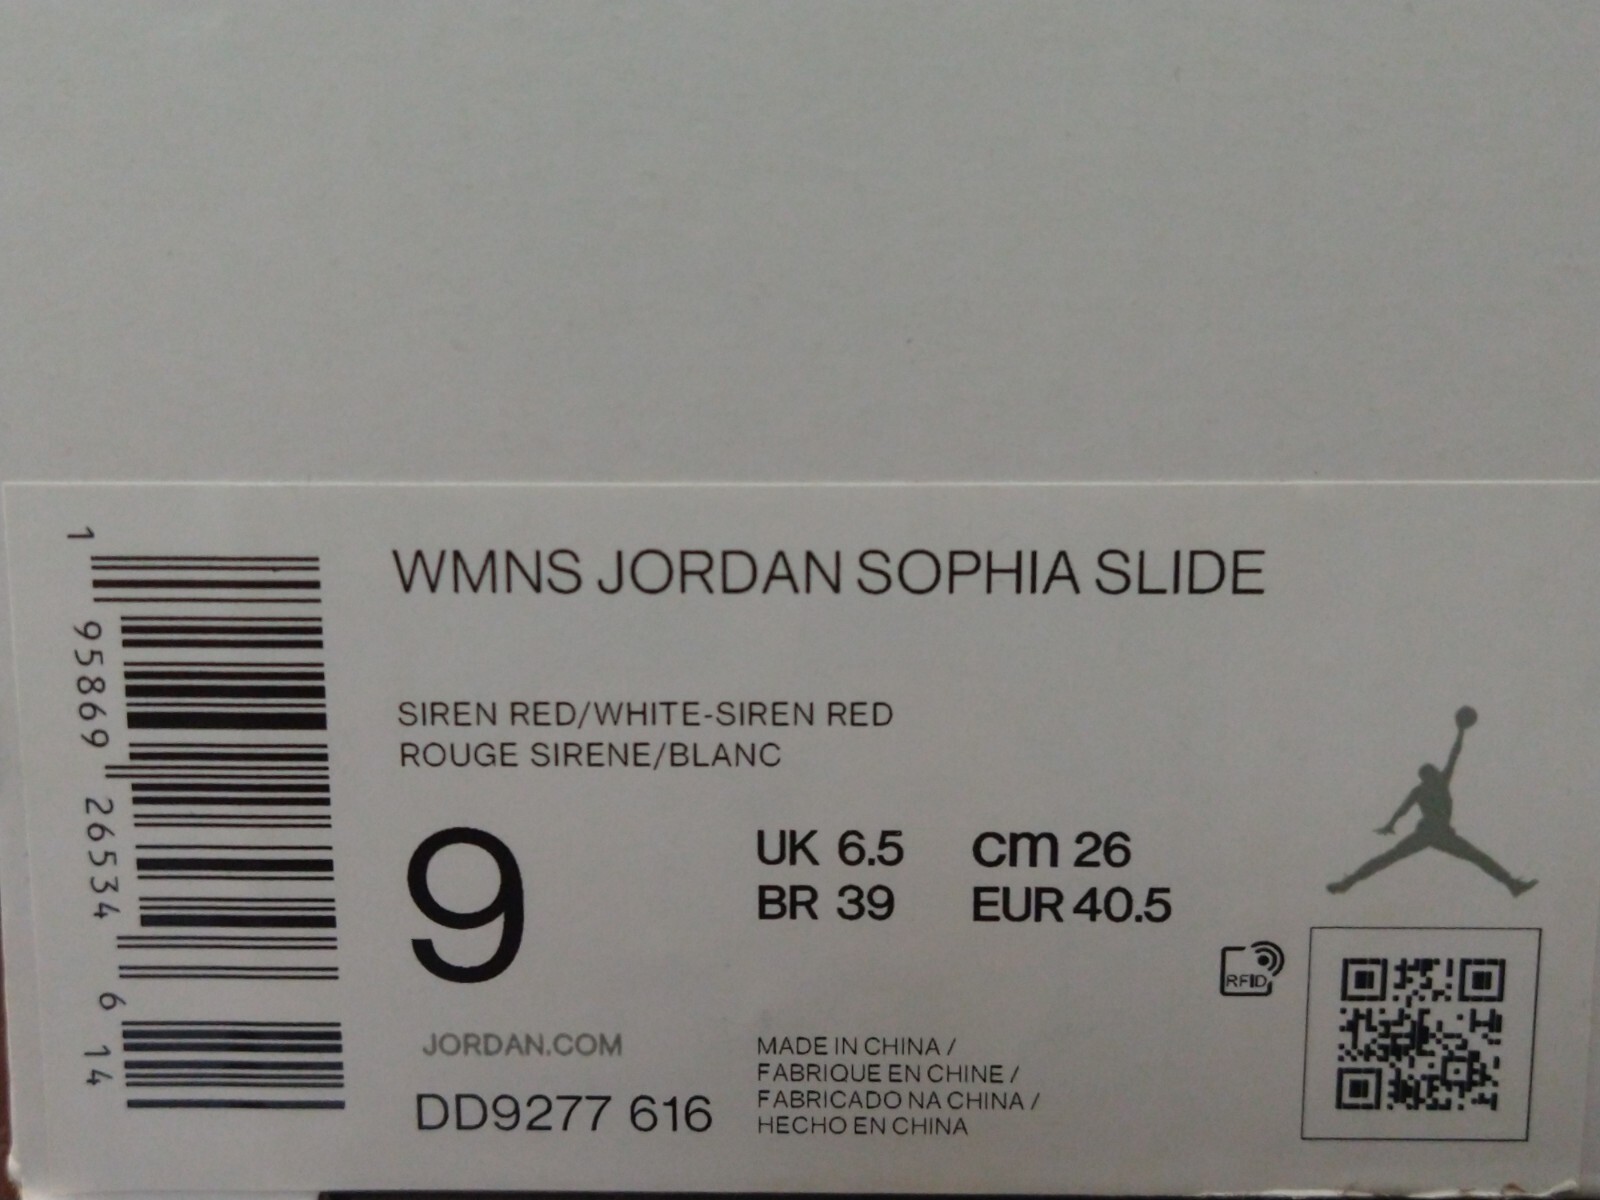 WMNS JORDAN SOPHIA SLIDE
SIREN RED/WHITE-SIREN RED
ROUGE SIRENE/BLANC
9
UK 6.5
cm 26
BR 39
EUR 40.5
RFID
JORDAN.COM
DD9277 616
MADE IN CHINA /
FABRIQUE EN CHINE /
FABRICADO NA CHINA /
HECHO EN CHINA
1 95869 26534 6 14